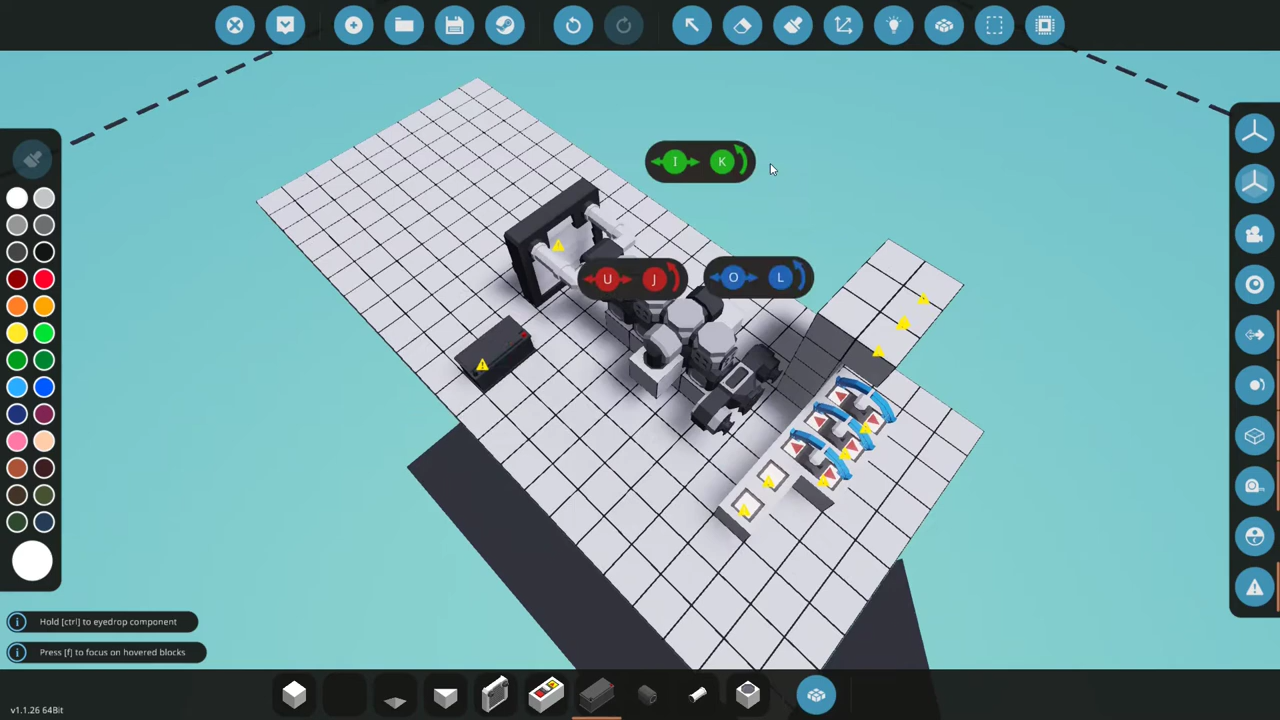 I K
U J
O L
Hold [ctrl] to eyedrop component
Press [f] to focus on hovered blocks
v1.1.26 64Bit